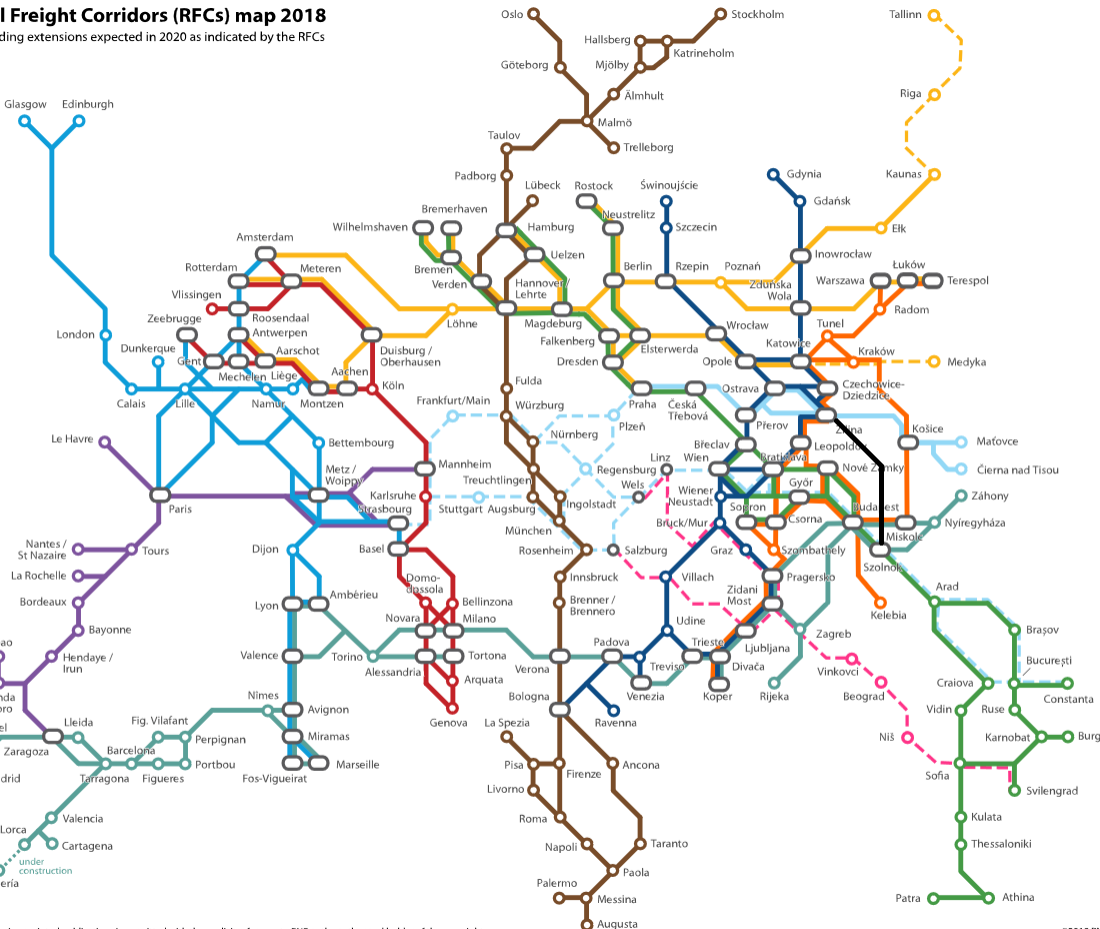 l Freight Corridors (RFCs) map 2018
ding extensions expected in 2020 as indicated by the RFCs
Oslo
Stockholm
Tallinn
Hallsberg
Katrineholm
Göteborg
Mjölby
Älmhult
Riga
Glasgow
Edinburgh
Malmö
Taulov
Trelleborg
Padborg
Gdynia
Kaunas
Lübeck
Rostock
Świnoujście
Gdańsk
Bremerhaven
Wilhelmshaven
Hamburg
Neustrelitz
Szczecin
Ełk
Amsterdam
Uelzen
Inowrocław
Bremen
Rotterdam
Meteren
Verden
Hannover/
Lehrte
Berlin
Rzepin
Poznań
Zduńska
Wola
Warszawa
Łuków
Terespol
Vlissingen
Roosendaal
Zeebrugge
Löhne
Magdeburg
Radom
London
Antwerpen
Falkenberg
Wrocław
Tunel
Dunkerque
Gent
Aarschot
Duisburg /
Oberhausen
Elsterwerda
Katowice
Kraków
Dresden
Opole
Medyka
Mechelen
Liège
Aachen
Calais
Lille
Namur
Montzen
Köln
Fulda
Praha
Česká
Třebová
Ostrava
Czechowice-
Dziedzice
Frankfurt/Main
Würzburg
Plzeň
Přerov
Žilina
Košice
Maťovce
Le Havre
Bettembourg
Nürnberg
Břeclav
Leopoldov
Čierna nad Tisou
Metz /
Woippy
Mannheim
Treuchtlingen
Regensburg
Linz
Wien
Bratislava
Nové Zamky
Wels
Győr
Paris
Karlsruhe
Stuttgart
Augsburg
Ingolstadt
Wiener
Neustadt
Sopron
Csorna
Budapest
Záhony
Strasbourg
Nyíregyháza
Miskolc
München
Bruck/Mur
Nantes /
St Nazaire
Tours
Dijon
Basel
Rosenheim
Salzburg
Graz
Szombathely
Szolnok
La Rochelle
Domo-
dossola
Innsbruck
Villach
Pragersko
Arad
Bordeaux
Lyon
Ambèrieu
Bellinzona
Brenner /
Brennero
Zidani
Most
Kelebia
Bayonne
Novara
Milano
Udine
Zagreb
Brașov
ao
Hendaye /
Irun
Valence
Torino
Alessandria
Tortona
Verona
Padova
Treviso
Trieste
Divača
Ljubljana
Vinkovci
București
nda
oro
Arquata
Venezia
Koper
Rijeka
Beograd
Craiova
Constanta
Nîmes
Avignon
Genova
Bologna
Ravenna
Vidin
Ruse
el
Lleida
Fig. Vilafant
La Spezia
Zaragoza
Barcelona
Perpignan
Miramas
Niš
Karnobat
Burg
drid
Tarragona
Figueres
Portbou
Fos-Vigueirat
Marseille
Pisa
Firenze
Ancona
Sofia
Livorno
Svilengrad
Valencia
Roma
Kulata
Lorca
Cartagena
Napoli
Taranto
Thessaloniki
under
construction
ería
Paola
Palermo
Messina
Patra
Athina
Augusta